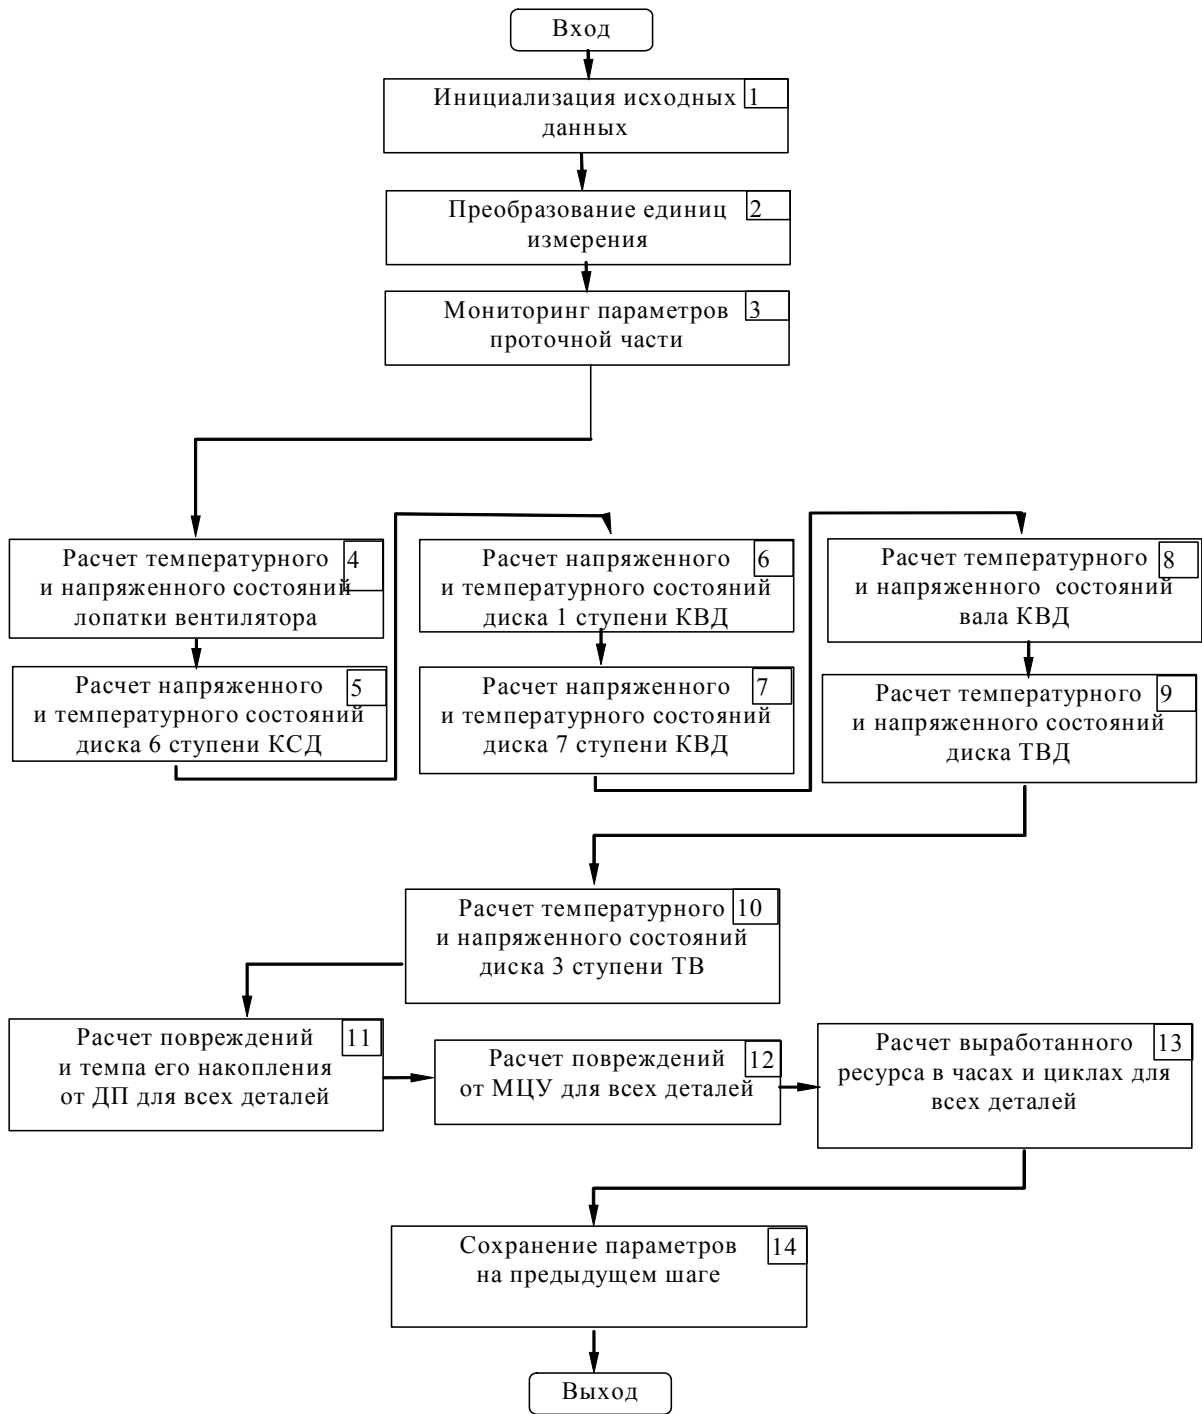 Вход
Инициализация исходных
данных
1
Преобразование единиц
измерения
2
Мониторинг параметров
проточной части
3
Расчет температурного
и напряженного состояний
лопатки вентилятора
4
Расчет напряженного
и температурного состояний
диска 6 ступени КСД
5
Расчет напряженного
и температурного состояний
диска 1 ступени КВД
6
Расчет напряженного
и температурного состояний
диска 7 ступени КВД
7
Расчет температурного
и напряженного состояний
вала КВД
8
Расчет температурного
и напряженного состояний
диска ТВД
9
Расчет температурного
и напряженного состояний
диска 3 ступени ТВ
10
Расчет повреждений
и темпа его накопления
от ДП для всех деталей
11
Расчет повреждений
от МЦУ для всех деталей
12
Расчет выработанного
ресурса в часах и циклах для
всех деталей
13
Сохранение параметров
на предыдущем шаге
14
Выход